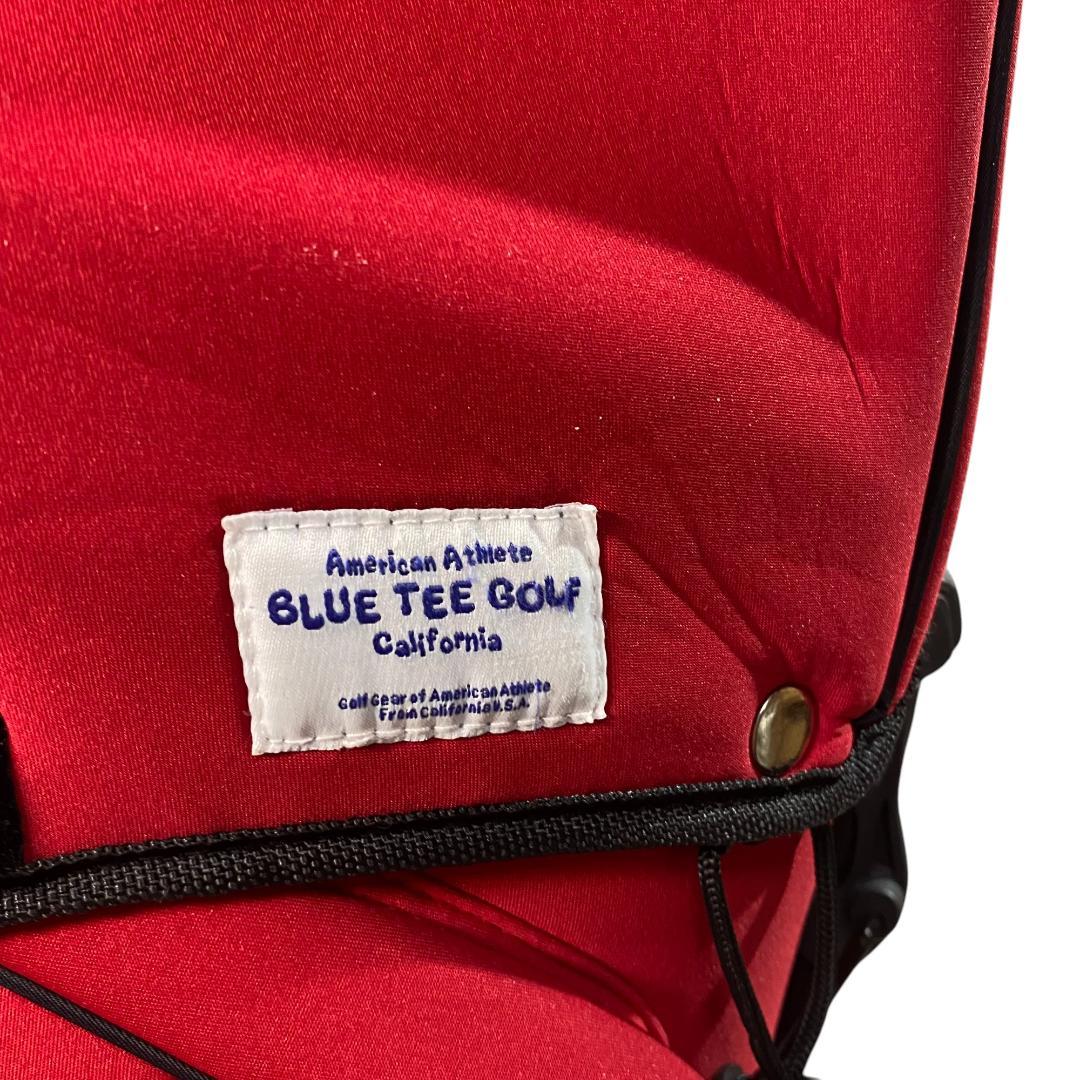 American Athlete
BLUE TEE GOLF
California
Golf Gear of American Athlete
From California U.S.A.